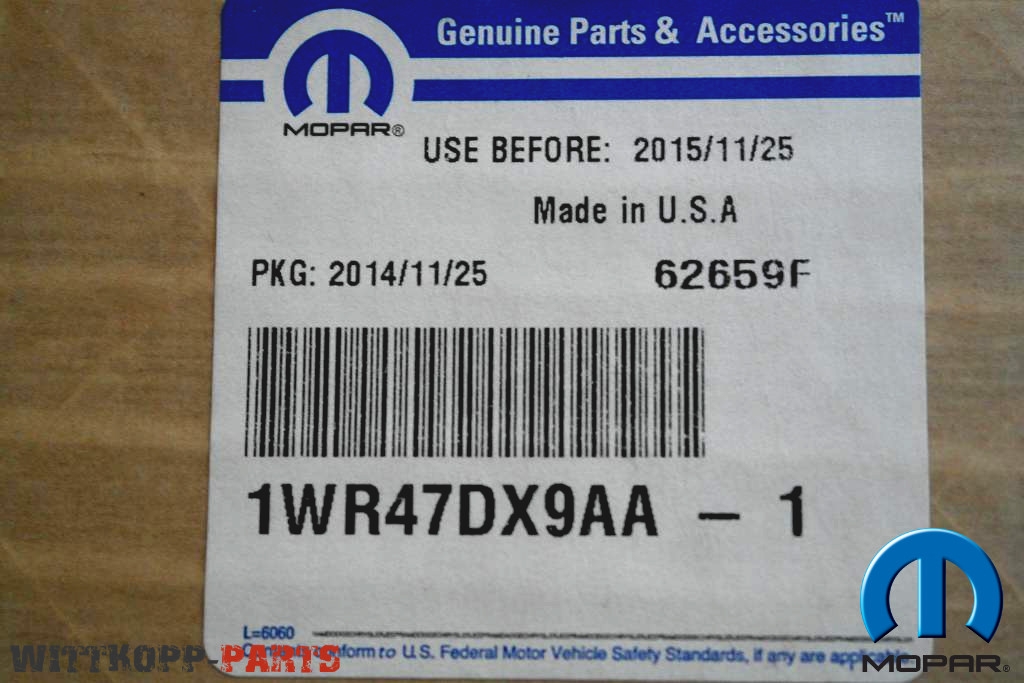 Genuine Parts & Accessories™
MOPAR®
USE BEFORE: 2015/11/25
Made in U.S.A
PKG: 2014/11/25 62659F
1WR47DX9AA - 1
L=6060
to U.S. Federal Motor Vehicle Safety Standards, if any are applicable
WITTKOPP-PARTS
MOPAR®